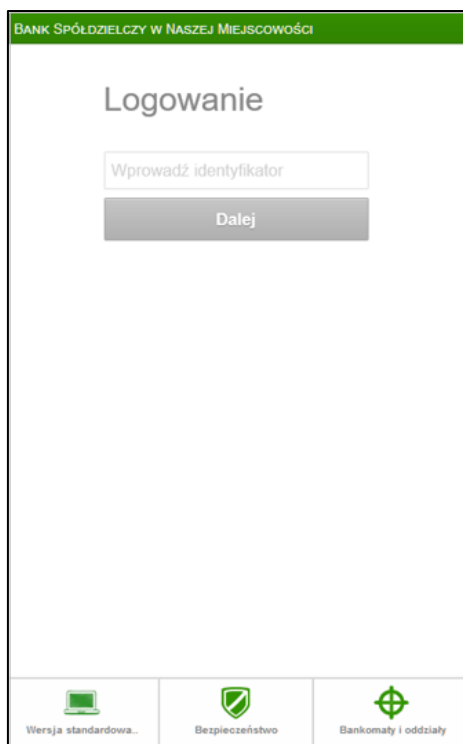 Bank Spółdzielczy w Naszej Miejscowości
Logowanie
Wprowadź identyfikator
Dalej
Wersja standardowa..
Bezpieczeństwo
Bankomaty i oddziały